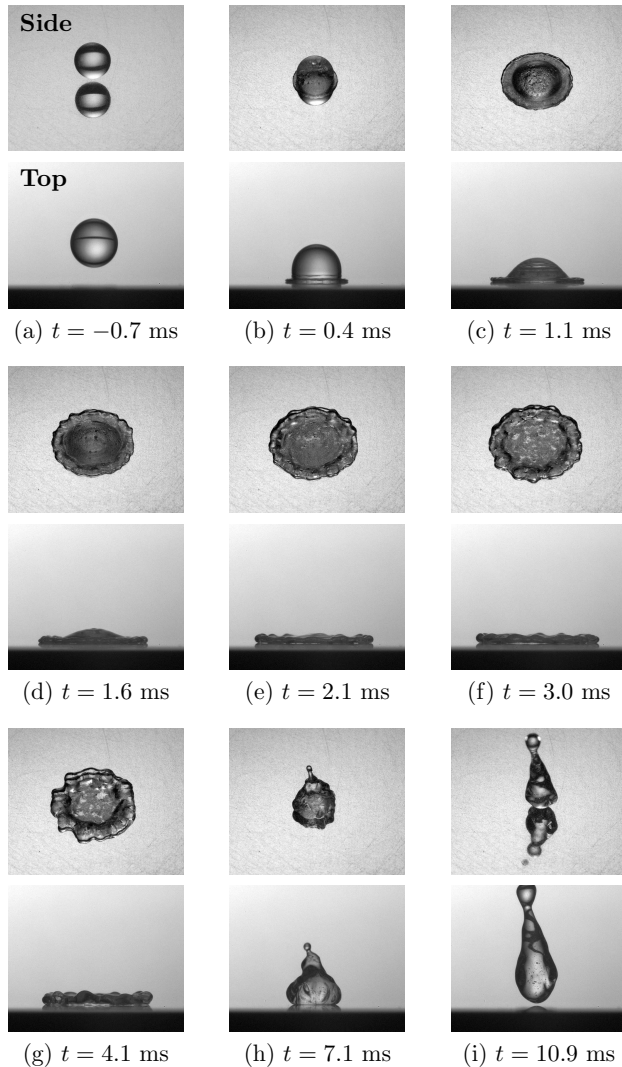 Side
Top
(a) t = −0.7 ms
(b) t = 0.4 ms
(c) t = 1.1 ms
(d) t = 1.6 ms
(e) t = 2.1 ms
(f) t = 3.0 ms
(g) t = 4.1 ms
(h) t = 7.1 ms
(i) t = 10.9 ms